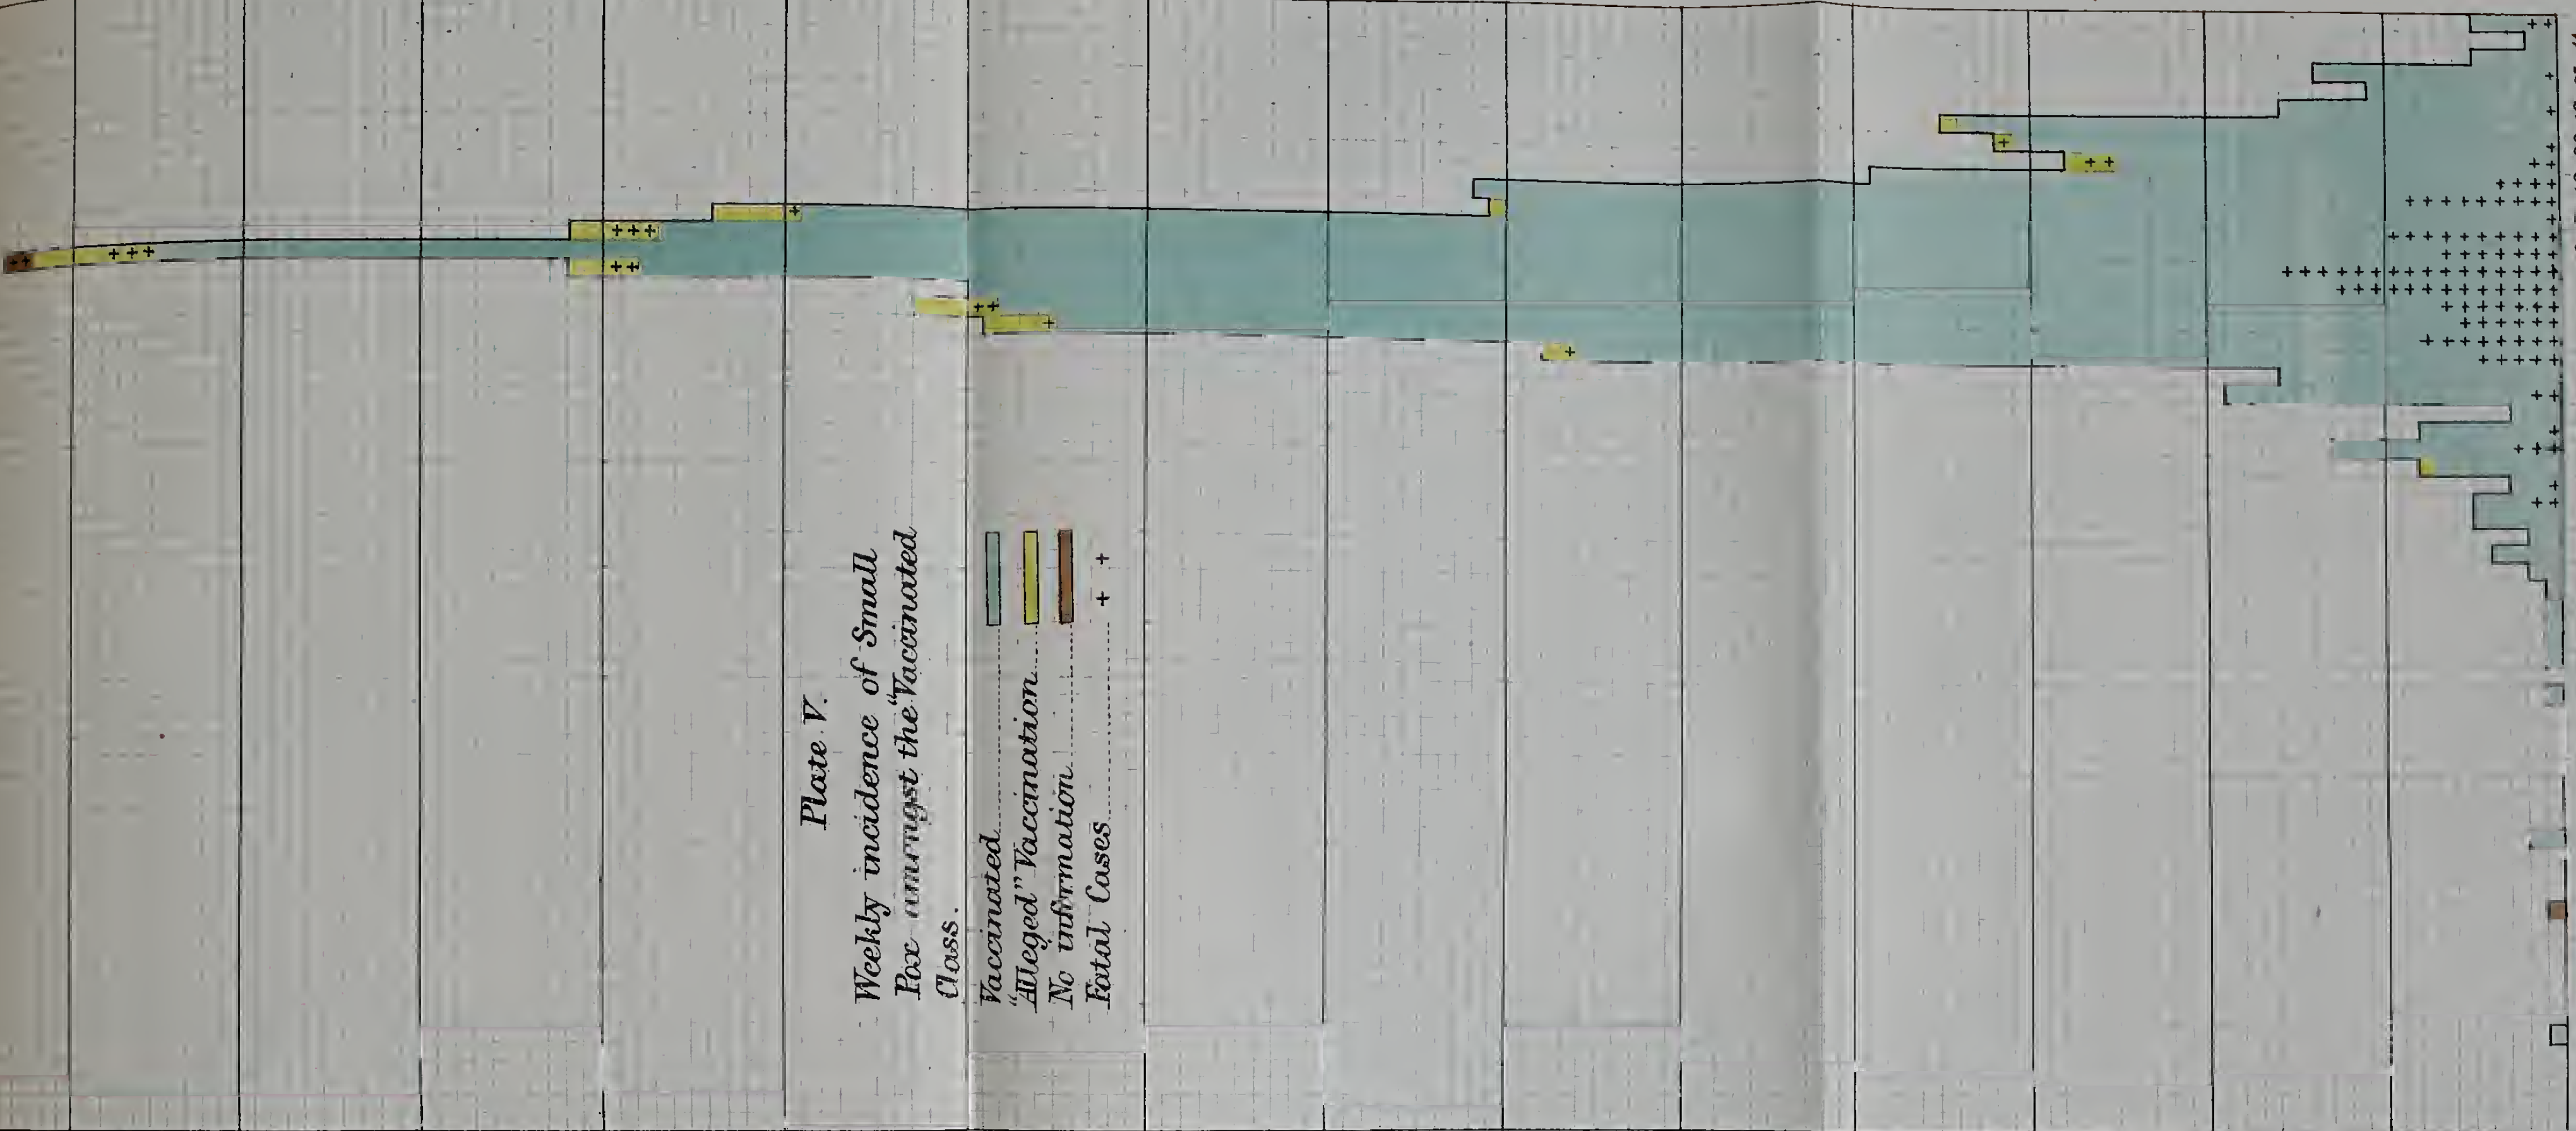 Plate V.
Weekly incidence of Small
Pox amongst the "Vaccinated
Class.
Vaccinated
"Alleged" Vaccination
No information
Fatal Cases + +